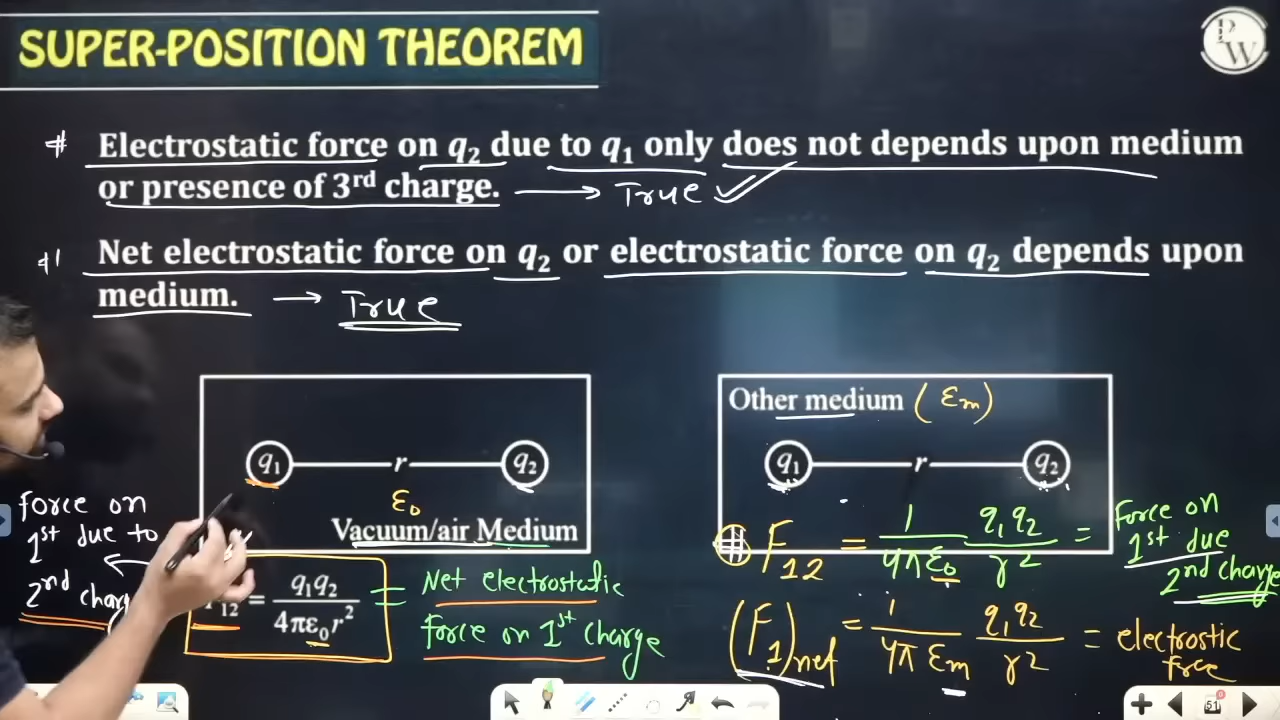 SUPER-POSITION THEOREM
PW
# Electrostatic force on q₂ due to q₁ only does not depends upon medium
or presence of 3rd charge. → True ✓
# Net electrostatic force on q₂ or electrostatic force on q₂ depends upon
medium. → True
q₁ r q₂
ε₀
Vacuum/air Medium
force on
1st due to
2nd
12 = q₁q₂ / 4πε₀r²
= Net electrostatic
force on 1st charge
Other medium (εm)
q₁ r q₂
# F₁₂ = 1/4πε₀ q₁q₂/r² = force on
1st due
2nd charge
(F₁)net = 1/4πεm q₁q₂/r² = electrostic
force
51